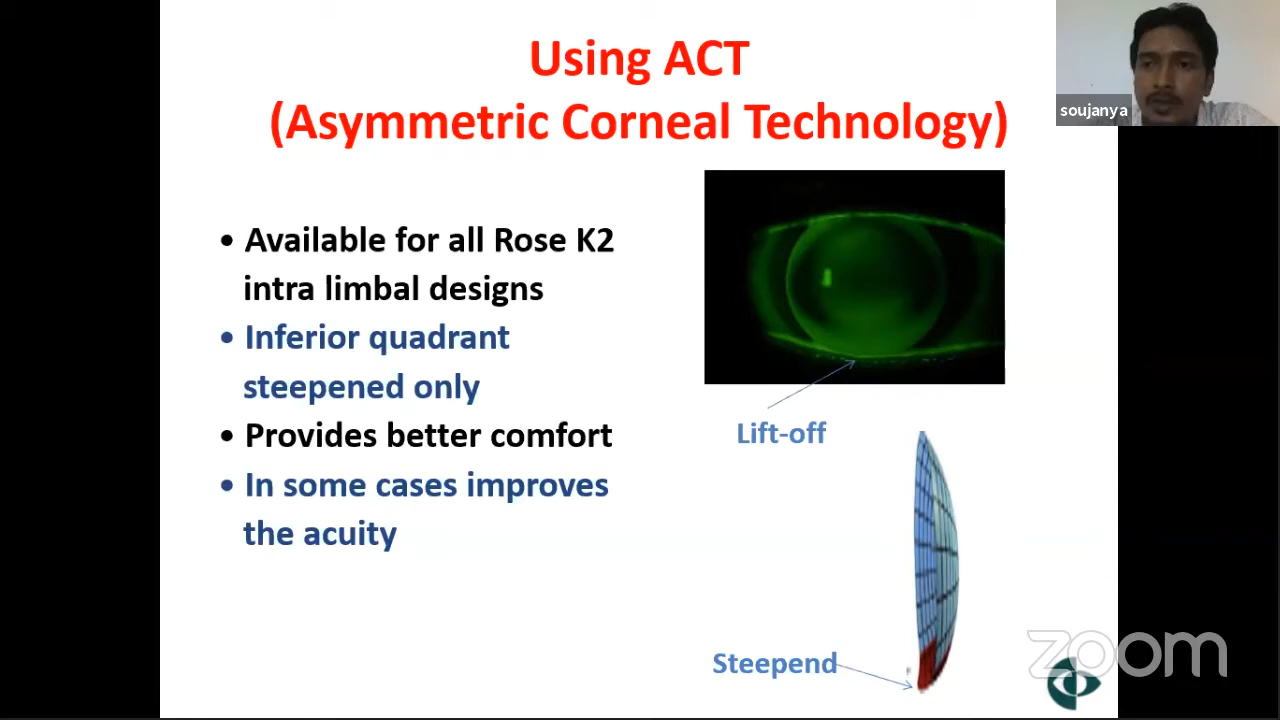 Using ACT
(Asymmetric Corneal Technology)
soujanya
• Available for all Rose K2
intra limbal designs
• Inferior quadrant
steepened only
• Provides better comfort
• In some cases improves
the acuity
Lift-off
Steepend
zoom